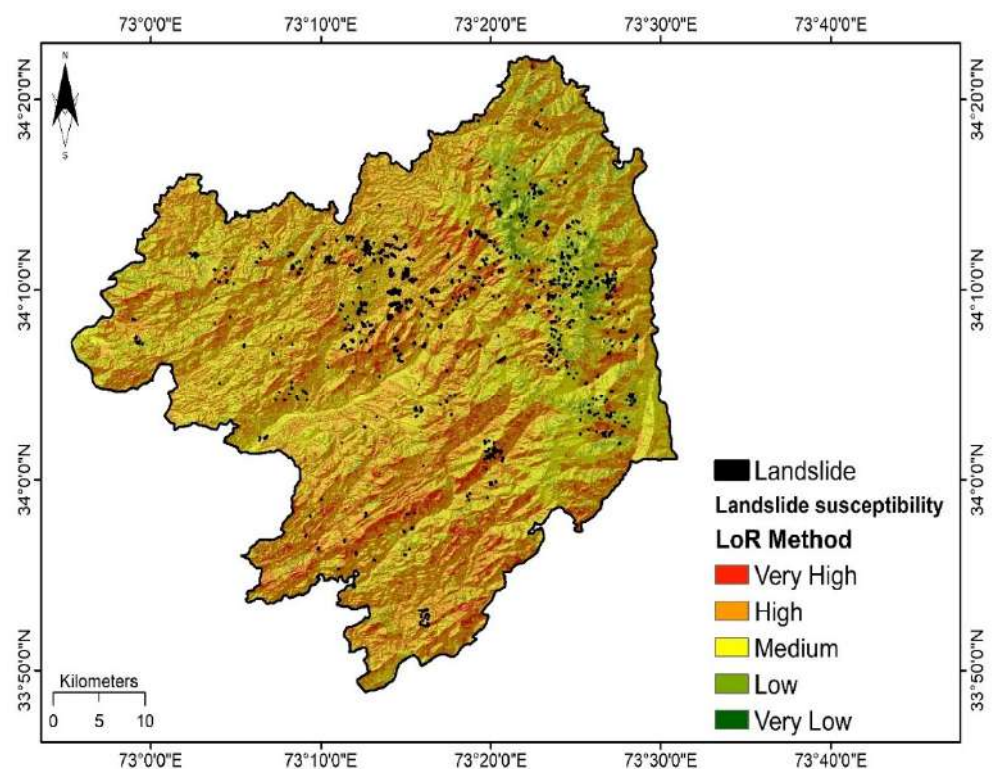 73°0'0"E 73°10'0"E 73°20'0"E 73°30'0"E 73°40'0"E
N
S
34°20'0"N
34°10'0"N
34°0'0"N
33°50'0"N
34°20'0"N
34°10'0"N
34°0'0"N
33°50'0"N
Landslide
Landslide susceptibility
LoR Method
Very High
High
Medium
Low
Very Low
Kilometers
0 5 10
73°0'0"E 73°10'0"E 73°20'0"E 73°30'0"E 73°40'0"E